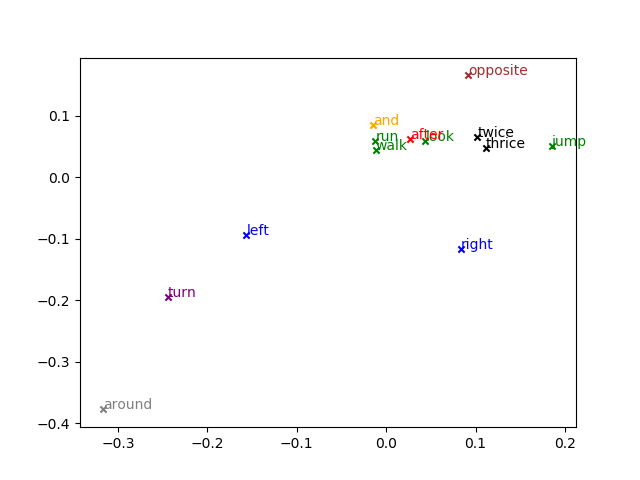 opposite
0.1
and
twice
run
after
look
thrice
walk
jump
0.0
left
−0.1
right
−0.2
turn
−0.3
around
−0.4
−0.3
−0.2
−0.1
0.0
0.1
0.2